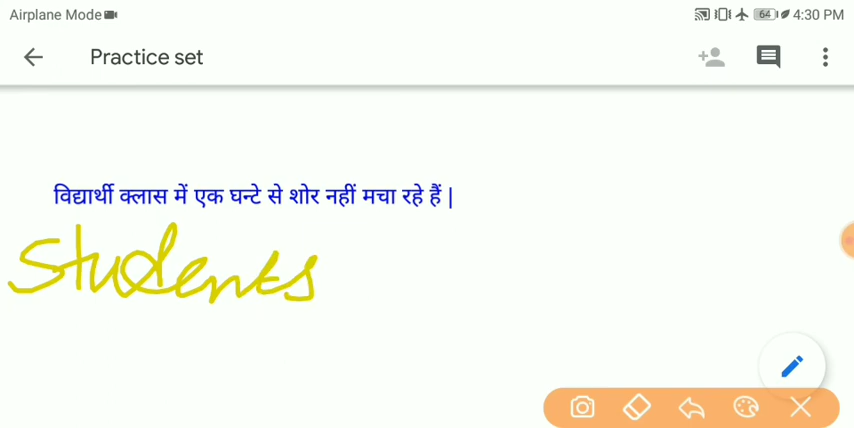 Airplane Mode
64 4:30 PM
Practice set
विद्यार्थी क्लास में एक घन्टे से शोर नहीं मचा रहे हैं |
Students